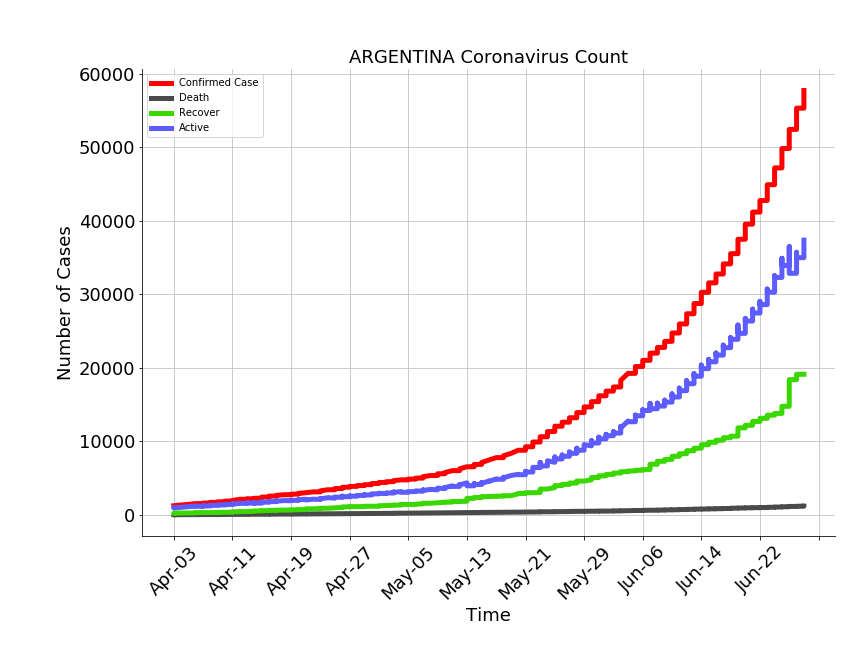 ARGENTINA Coronavirus Count
60000
50000
40000
30000
20000
10000
0
Number of Cases
Confirmed Case
Death
Recover
Active
Apr-03
Apr-11
Apr-19
Apr-27
May-05
May-13
May-21
May-29
Jun-06
Jun-14
Jun-22
Time